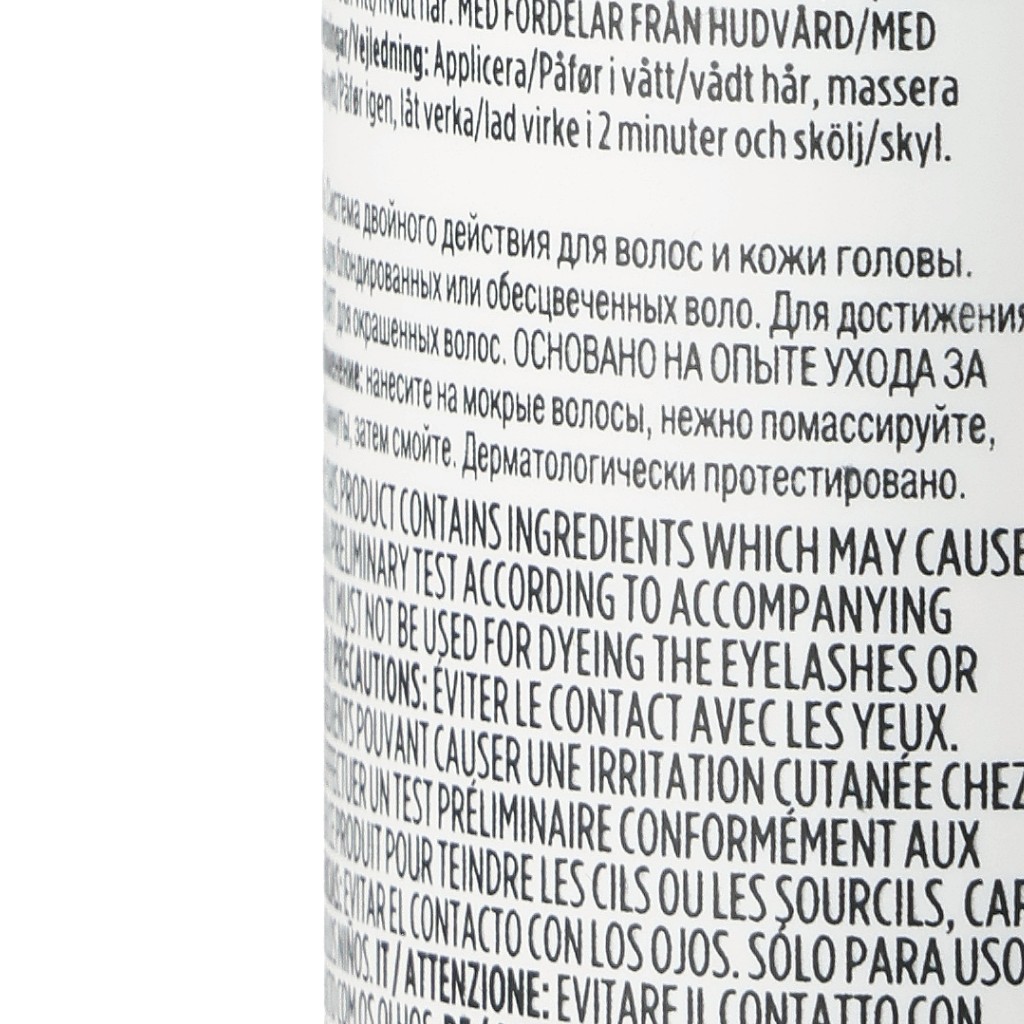 MED FÖRDELAR FRÅN HUDVÅRD/MED
/Vejledning: Applicera/Påfør i vått/vådt hår, massera
/Påfør igen, låt verka/lad virke i 2 minuter och skölj/skyl.
Система двойного действия для волос и кожи головы.
блондированных или обесцвеченных воло. Для достижения
для окрашенных волос. ОСНОВАНО НА ОПЫТЕ УХОДА ЗА
нанесите на мокрые волосы, нежно помассируйте,
затем смойте. Дерматологически протестировано.
PRODUCT CONTAINS INGREDIENTS WHICH MAY CAUSE
PRELIMINARY TEST ACCORDING TO ACCOMPANYING
MUST NOT BE USED FOR DYEING THE EYELASHES OR
PRÉCAUTIONS: ÉVITER LE CONTACT AVEC LES YEUX.
POUVANT CAUSER UNE IRRITATION CUTANÉE CHEZ
UN TEST PRÉLIMINAIRE CONFORMÉMENT AUX
PRODUIT POUR TEINDRE LES CILS OU LES SOURCILS, CAR
EVITAR EL CONTACTO CON LOS OJOS. SÓLO PARA USO
NIÑOS. IT/ATTENZIONE: EVITARE IL CONTATTO CON
COM OS OLHOS.